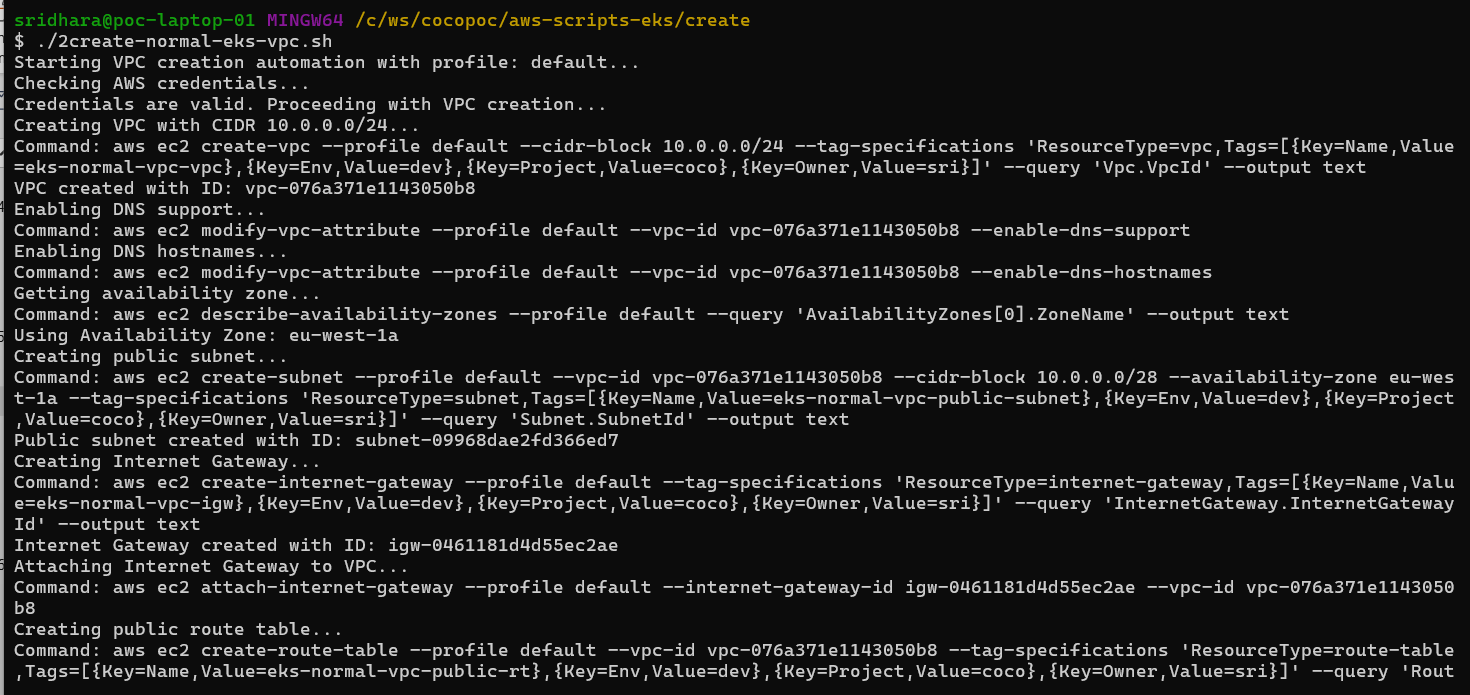 sridhara@poc-laptop-01 MINGW64 /c/ws/cocopoc/aws-scripts-eks/create
$ ./2create-normal-eks-vpc.sh
Starting VPC creation automation with profile: default...
Checking AWS credentials...
Credentials are valid. Proceeding with VPC creation...
Creating VPC with CIDR 10.0.0.0/24...
Command: aws ec2 create-vpc --profile default --cidr-block 10.0.0.0/24 --tag-specifications 'ResourceType=vpc,Tags=[{Key=Name,Value
=eks-normal-vpc-vpc},{Key=Env,Value=dev},{Key=Project,Value=coco},{Key=Owner,Value=sri}]' --query 'Vpc.VpcId' --output text
VPC created with ID: vpc-076a371e1143050b8
Enabling DNS support...
Command: aws ec2 modify-vpc-attribute --profile default --vpc-id vpc-076a371e1143050b8 --enable-dns-support
Enabling DNS hostnames...
Command: aws ec2 modify-vpc-attribute --profile default --vpc-id vpc-076a371e1143050b8 --enable-dns-hostnames
Getting availability zone...
Command: aws ec2 describe-availability-zones --profile default --query 'AvailabilityZones[0].ZoneName' --output text
Using Availability Zone: eu-west-1a
Creating public subnet...
Command: aws ec2 create-subnet --profile default --vpc-id vpc-076a371e1143050b8 --cidr-block 10.0.0.0/28 --availability-zone eu-wes
t-1a --tag-specifications 'ResourceType=subnet,Tags=[{Key=Name,Value=eks-normal-vpc-public-subnet},{Key=Env,Value=dev},{Key=Project
,Value=coco},{Key=Owner,Value=sri}]' --query 'Subnet.SubnetId' --output text
Public subnet created with ID: subnet-09968dae2fd366ed7
Creating Internet Gateway...
Command: aws ec2 create-internet-gateway --profile default --tag-specifications 'ResourceType=internet-gateway,Tags=[{Key=Name,Valu
e=eks-normal-vpc-igw},{Key=Env,Value=dev},{Key=Project,Value=coco},{Key=Owner,Value=sri}]' --query 'InternetGateway.InternetGateway
Id' --output text
Internet Gateway created with ID: igw-0461181d4d55ec2ae
Attaching Internet Gateway to VPC...
Command: aws ec2 attach-internet-gateway --profile default --internet-gateway-id igw-0461181d4d55ec2ae --vpc-id vpc-076a371e1143050
b8
Creating public route table...
Command: aws ec2 create-route-table --profile default --vpc-id vpc-076a371e1143050b8 --tag-specifications 'ResourceType=route-table
,Tags=[{Key=Name,Value=eks-normal-vpc-public-rt},{Key=Env,Value=dev},{Key=Project,Value=coco},{Key=Owner,Value=sri}]' --query 'Rout